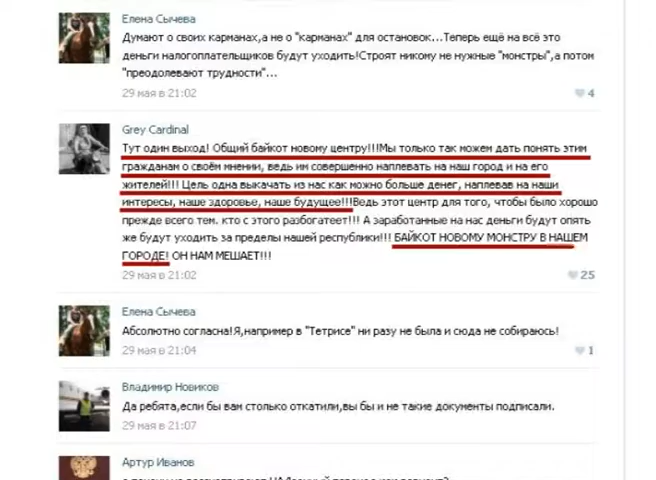 Елена Сычева
Думают о своих карманах,а не о "карманах" для остановок...Теперь ещё на всё это
деньги налогоплательщиков будут уходить!Строят никому не нужные "монстры",а потом
"преодолевают трудности"...
29 мая в 21:02
4
Grey Cardinal
Тут один выход! Общий байкот новому центру!!!Мы только так можем дать понять этим
гражданам о своём мнении, ведь им совершенно наплевать на наш город и на его
жителей!!! Цель одна выкачать из нас как можно больше денег, наплевав на наши
интересы, наше здоровье, наше будущее!!!Ведь этот центр для того, чтобы было хорошо
прежде всего тем. кто с этого разбогатеет!!! А заработанные на нас деньги будут опять
же будут уходить за пределы нашей республики!!! БАЙКОТ НОВОМУ МОНСТРУ В НАШЕМ
ГОРОДЕ! ОН НАМ МЕШАЕТ!!!
29 мая в 21:02
25
Елена Сычева
Абсолютно согласна!Я,например в "Тетрисе" ни разу не была и сюда не собираюсь!
29 мая в 21:04
1
Владимир Новиков
Да ребята,если бы вам столько откатили,вы бы и не такие документы подписали.
29 мая в 21:07
Артур Иванов